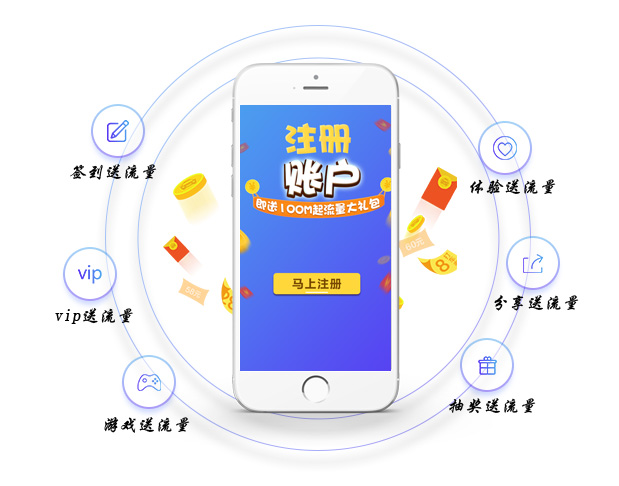 注册
账户
即送100M起流量大礼包
马上注册
签到送流量
vip
vip送流量
游戏送流量
体验送流量
分享送流量
抽奖送流量